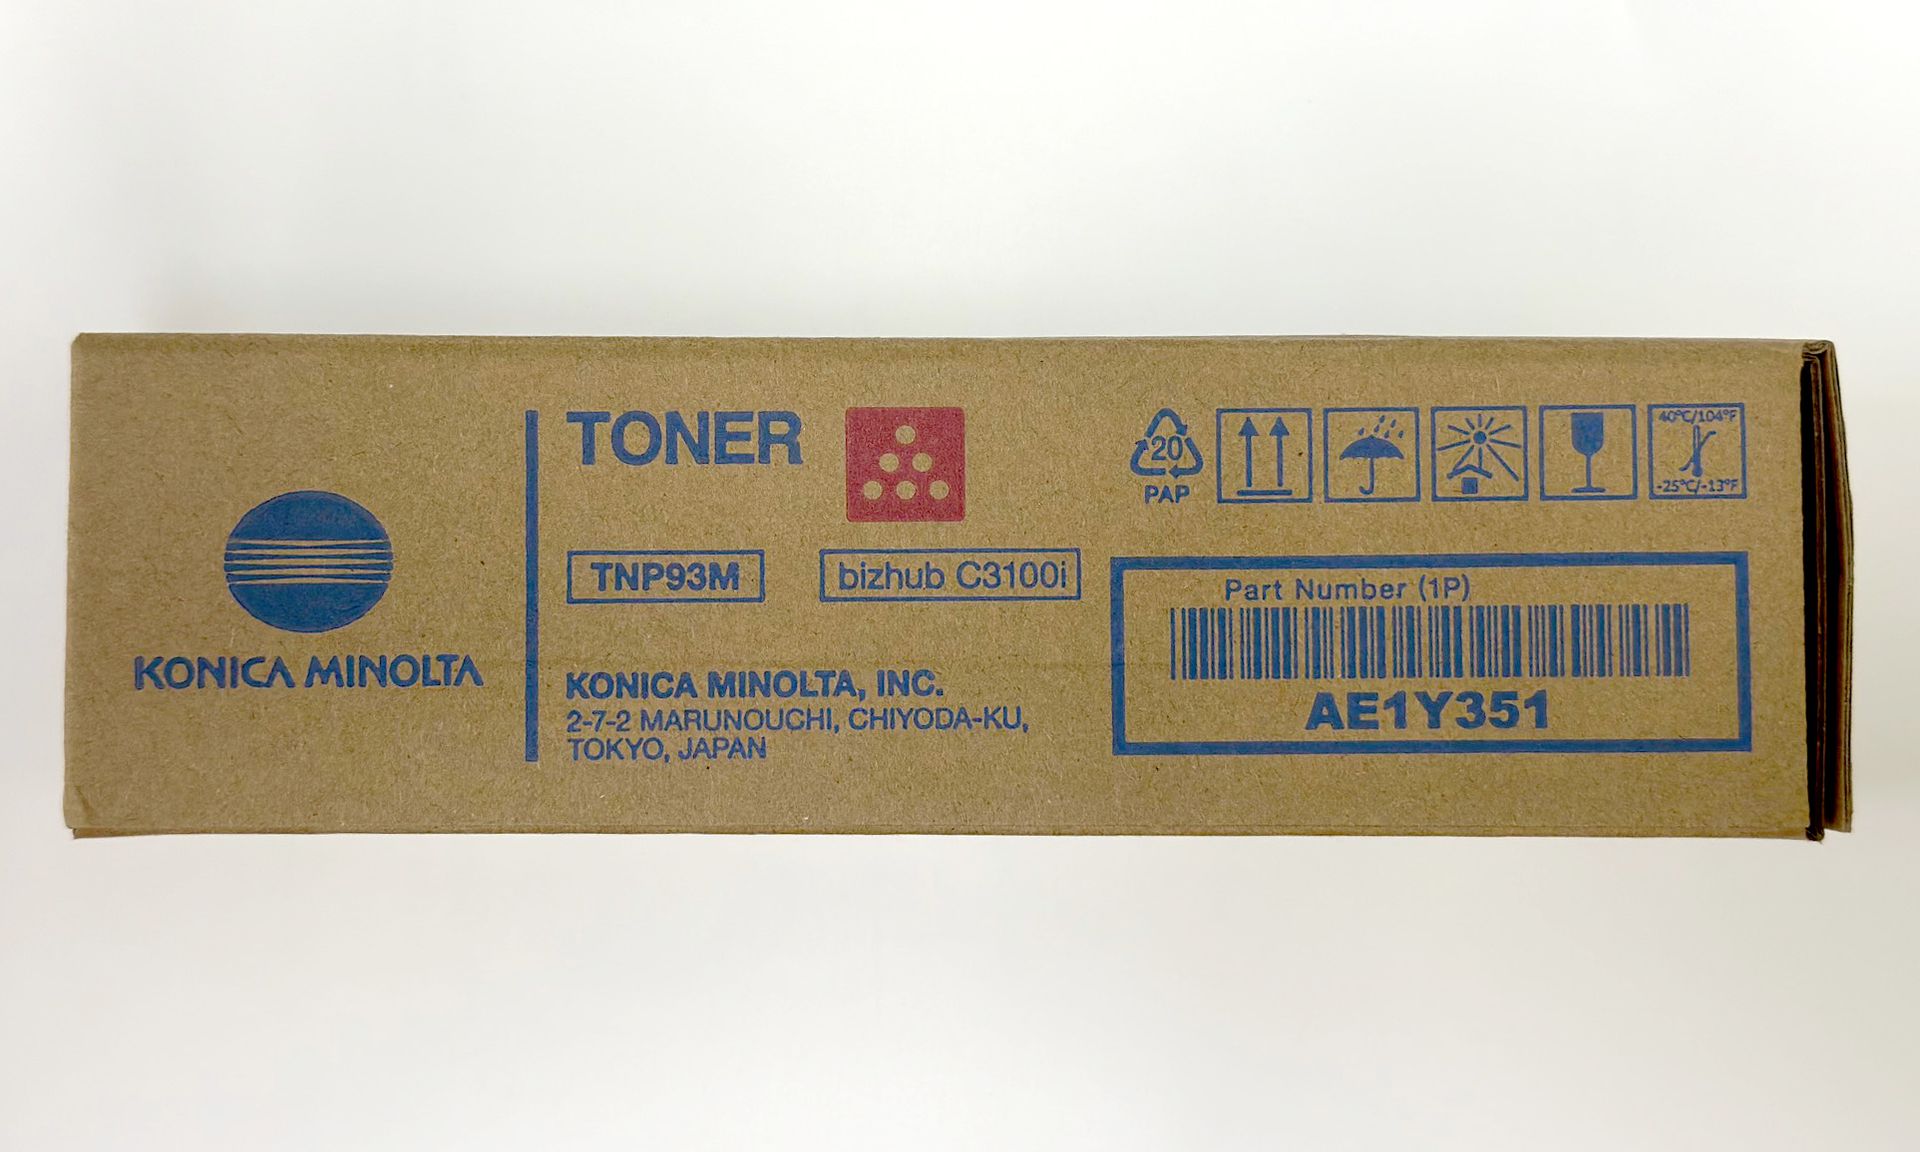 KONICA MINOLTA
TONER
TNP93M
bizhub C3100i
KONICA MINOLTA, INC.
2-7-2 MARUNOUCHI, CHIYODA-KU,
TOKYO, JAPAN
20
PAP
40°C/104°F
-25°C/-13°F
Part Number (1P)
AE1Y351